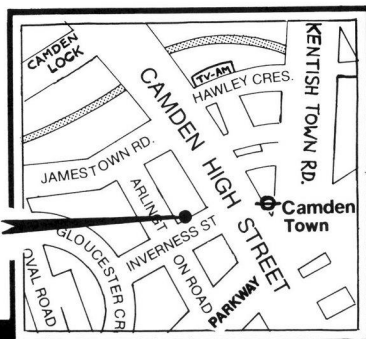 CAMDEN
LOCK
KENTISH TOWN RD.
TV-AM
HAWLEY CRES.
CAMDEN HIGH STREET
JAMESTOWN RD.
ARLINGT
ON ROAD
Camden
Town
INVERNESS ST
GLOUCESTER CR
OVAL ROAD
PARKWAY